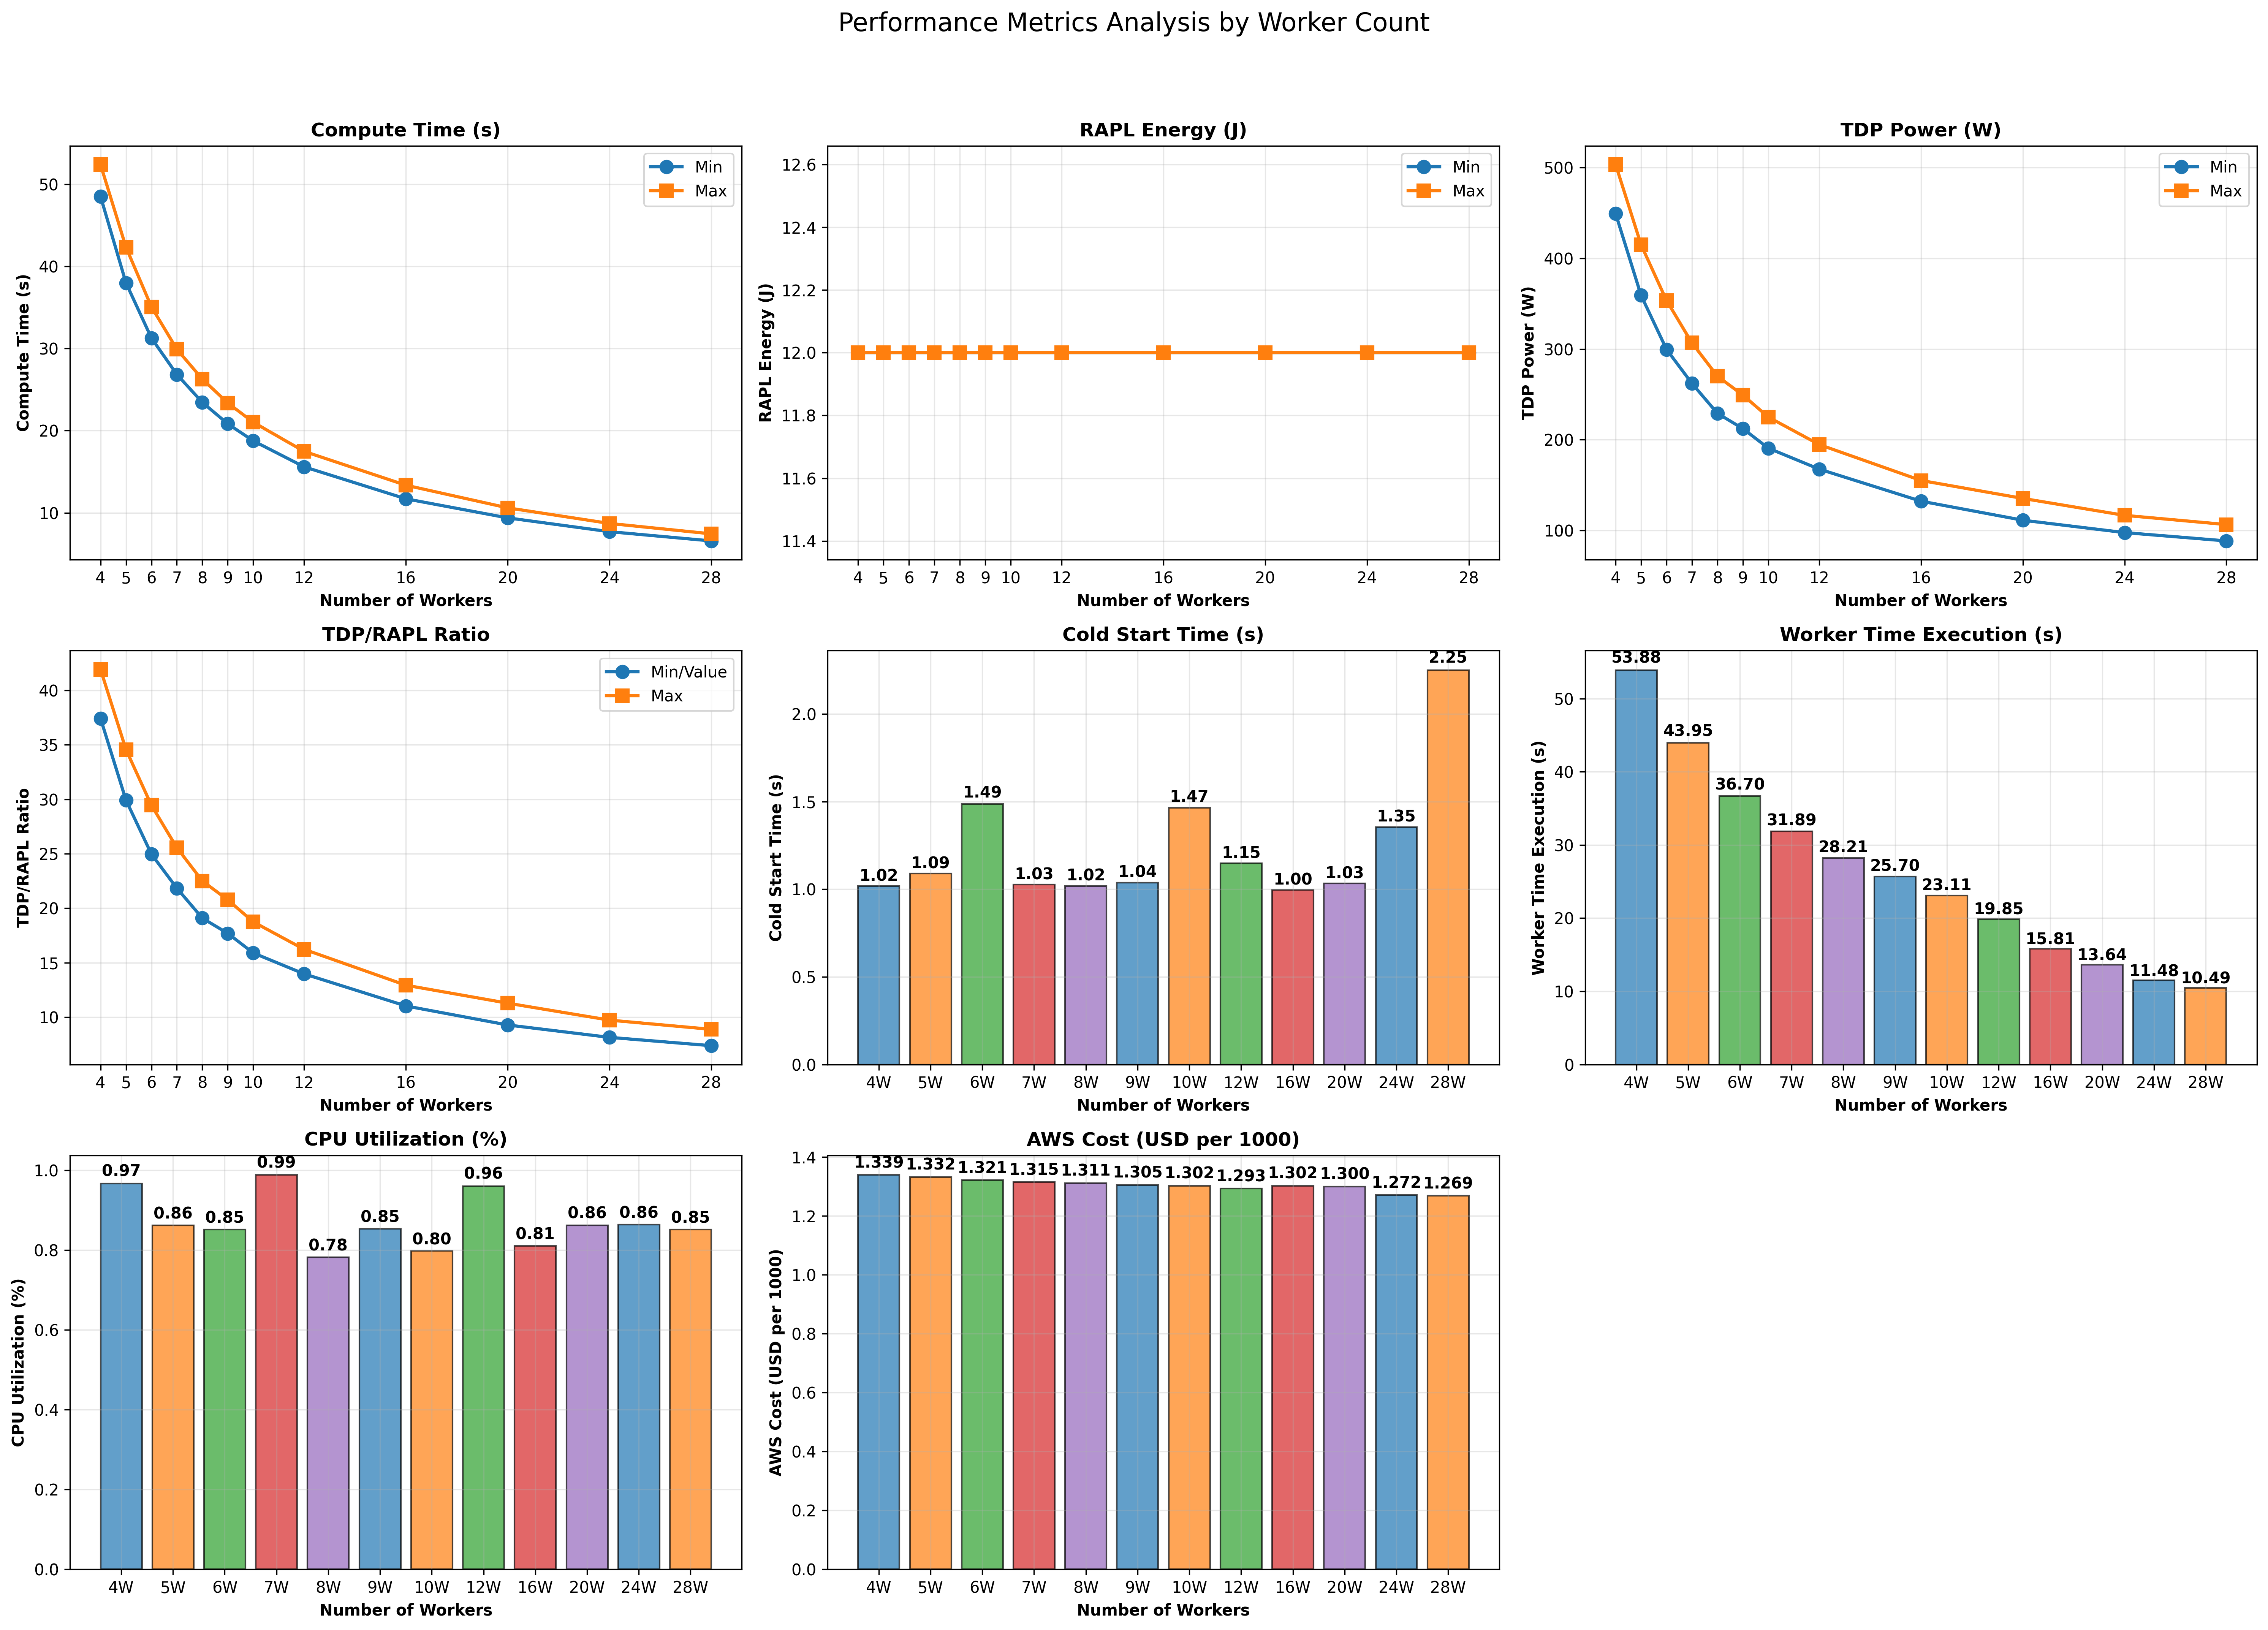 Performance Metrics Analysis by Worker Count
Compute Time (s)
Compute Time (s)
50
40
30
20
10
Min
Max
4 5 6 7 8 9 10 12 16 20 24 28
Number of Workers
RAPL Energy (J)
RAPL Energy (J)
12.6
12.4
12.2
12.0
11.8
11.6
11.4
Min
Max
4 5 6 7 8 9 10 12 16 20 24 28
Number of Workers
TDP Power (W)
TDP Power (W)
500
400
300
200
100
Min
Max
4 5 6 7 8 9 10 12 16 20 24 28
Number of Workers
TDP/RAPL Ratio
TDP/RAPL Ratio
40
35
30
25
20
15
10
Min/Value
Max
4 5 6 7 8 9 10 12 16 20 24 28
Number of Workers
Cold Start Time (s)
Cold Start Time (s)
2.0
1.5
1.0
0.5
0.0
1.02 1.09 1.49 1.03 1.02 1.04 1.47 1.15 1.00 1.03 1.35 2.25
4W 5W 6W 7W 8W 9W 10W 12W 16W 20W 24W 28W
Number of Workers
Worker Time Execution (s)
Worker Time Execution (s)
50
40
30
20
10
0
53.88 43.95 36.70 31.89 28.21 25.70 23.11 19.85 15.81 13.64 11.48 10.49
4W 5W 6W 7W 8W 9W 10W 12W 16W 20W 24W 28W
Number of Workers
CPU Utilization (%)
CPU Utilization (%)
1.0
0.8
0.6
0.4
0.2
0.0
0.97 0.86 0.85 0.99 0.78 0.85 0.80 0.96 0.81 0.86 0.86 0.85
4W 5W 6W 7W 8W 9W 10W 12W 16W 20W 24W 28W
Number of Workers
AWS Cost (USD per 1000)
AWS Cost (USD per 1000)
1.4
1.2
1.0
0.8
0.6
0.4
0.2
0.0
1.339 1.332 1.321 1.315 1.311 1.305 1.302 1.293 1.302 1.300 1.272 1.269
4W 5W 6W 7W 8W 9W 10W 12W 16W 20W 24W 28W
Number of Workers